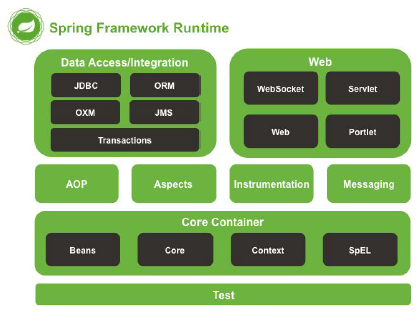 Spring Framework Runtime
Data Access/Integration
JDBC
ORM
OXM
JMS
Transactions
Web
WebSocket
Servlet
Web
Portlet
AOP
Aspects
Instrumentation
Messaging
Core Container
Beans
Core
Context
SpEL
Test